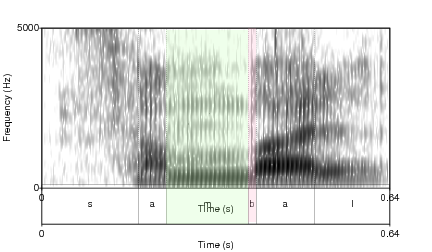 5000
Frequency (Hz)
0
0 0.64
Time (s)
s a m b a l
0 0.64
Time (s)